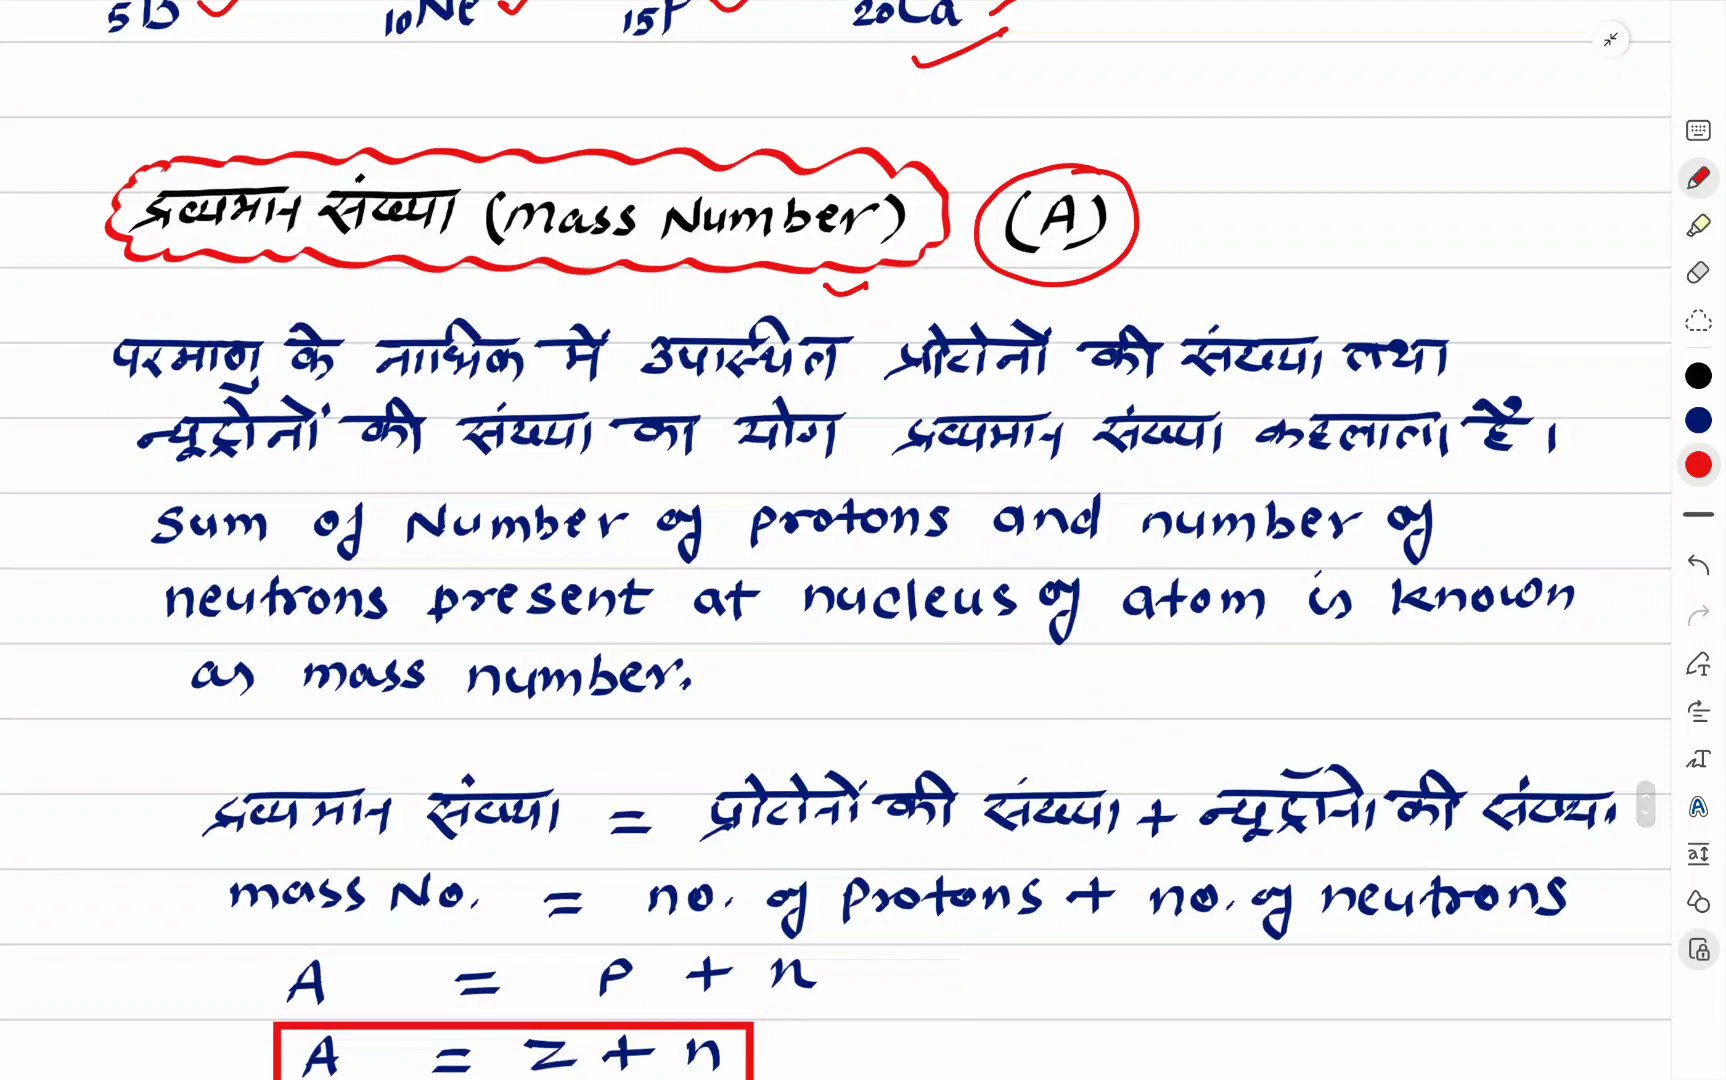 5B 10Ne 15P 20Ca
द्रव्यमान संख्या (Mass Number) (A)
परमाणु के नाभिक में उपस्थित प्रोटोनों की संख्या तथा
न्यूट्रोनों की संख्या का योग द्रव्यमान संख्या कहलाता है।
Sum of Number of protons and number of
neutrons present at nucleus of atom is known
as mass number.
द्रव्यमान संख्या = प्रोटोनों की संख्या + न्यूट्रॉनो की संख्या
mass No. = no. of protons + no. of neutrons
A = P + n
A = Z + n